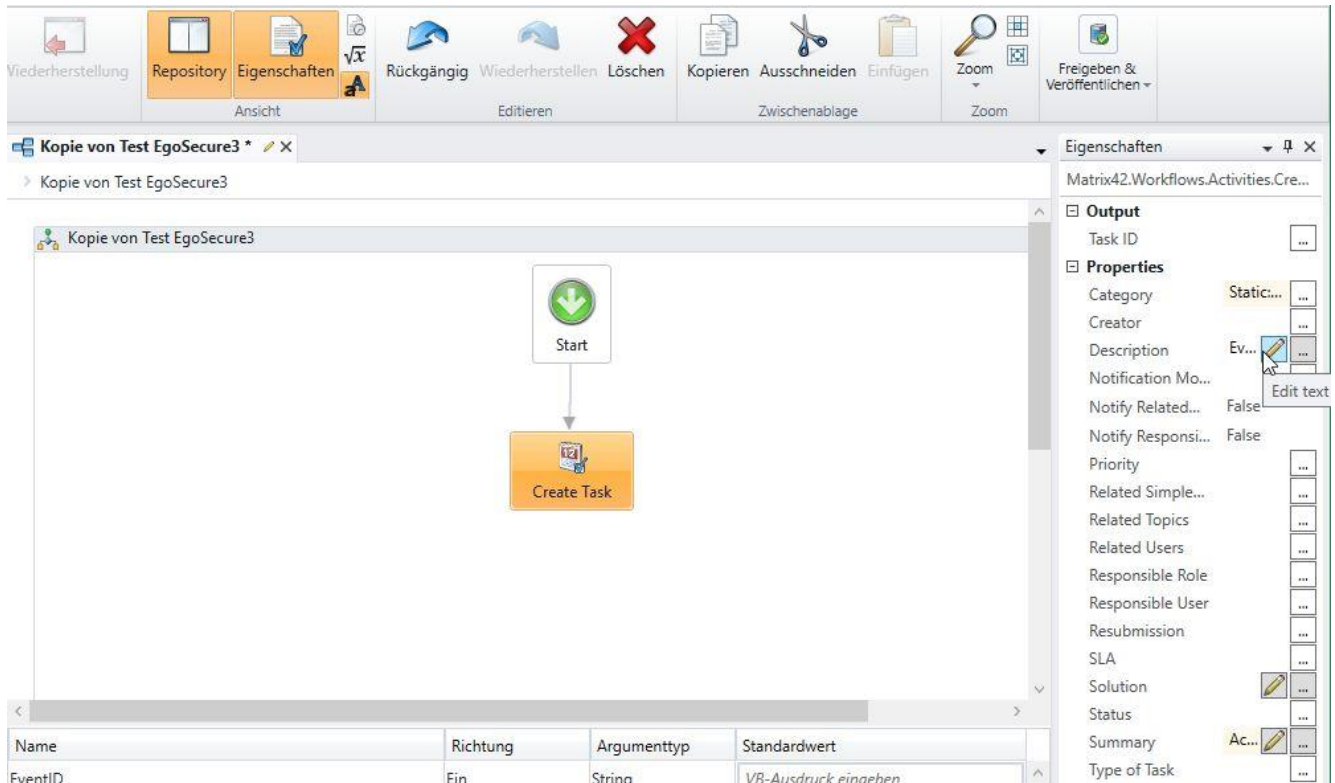 Wiederherstellung
Repository
Eigenschaften
√x
a A
Rückgängig
Wiederherstellen
Löschen
Kopieren
Ausschneiden
Einfügen
Zoom
Freigeben &
Veröffentlichen
Ansicht
Editieren
Zwischenablage
Zoom
Kopie von Test EgoSecure3 *
Kopie von Test EgoSecure3
Kopie von Test EgoSecure3
Start
12
Create Task
Name Richtung Argumenttyp Standardwert
EventID Ein String VB-Ausdruck eingeben
Eigenschaften
Matrix42.Workflows.Activities.Cre...
Output
Task ID ...
Properties
Category Static:... ...
Creator ...
Description Ev... ...
Edit text
Notification Mo...
Notify Related... False
Notify Responsi... False
Priority ...
Related Simple... ...
Related Topics ...
Related Users ...
Responsible Role ...
Responsible User ...
Resubmission ...
SLA ...
Solution ...
Status ...
Summary Ac... ...
Type of Task ...